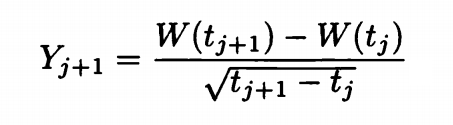 Y_{j+1} = \frac{W(t_{j+1}) - W(t_j)}{\sqrt{t_{j+1} - t_j}}